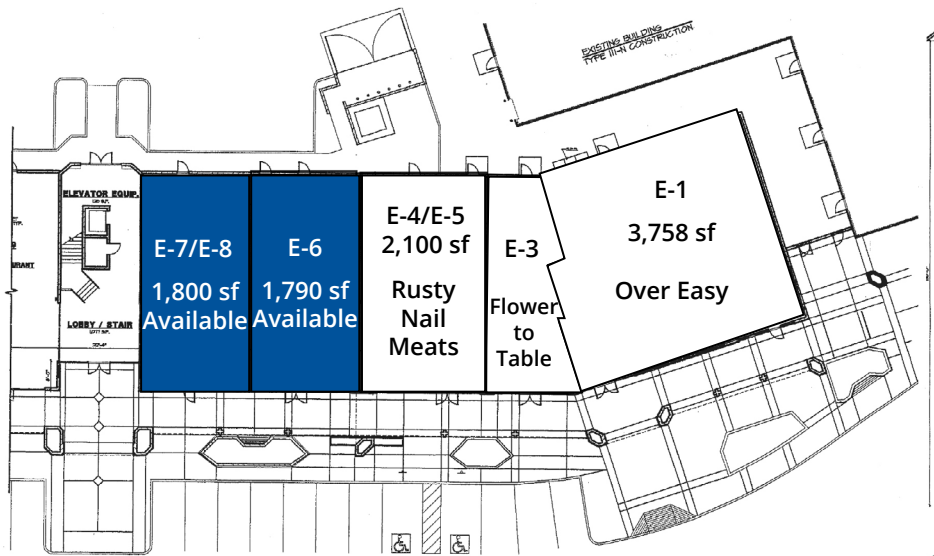 EXISTING BUILDING
TYPE III-N CONSTRUCTION
ELEVATOR EQUIP.
LOBBY / STAIR
E-7/E-8
1,800 sf
Available
E-6
1,790 sf
Available
E-4/E-5
2,100 sf
Rusty
Nail
Meats
E-3
Flower
to
Table
E-1
3,758 sf
Over Easy